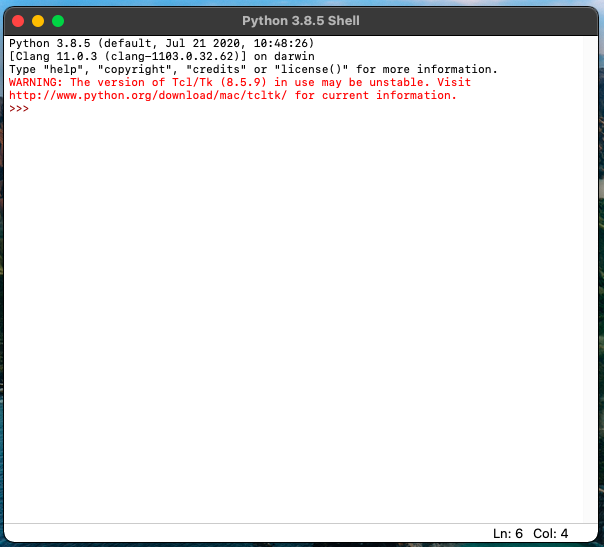 Python 3.8.5 Shell
Python 3.8.5 (default, Jul 21 2020, 10:48:26)
[Clang 11.0.3 (clang-1103.0.32.62)] on darwin
Type "help", "copyright", "credits" or "license()" for more information.
WARNING: The version of Tcl/Tk (8.5.9) in use may be unstable. Visit
http://www.python.org/download/mac/tcltk/ for current information.
>>>
Ln: 6 Col: 4